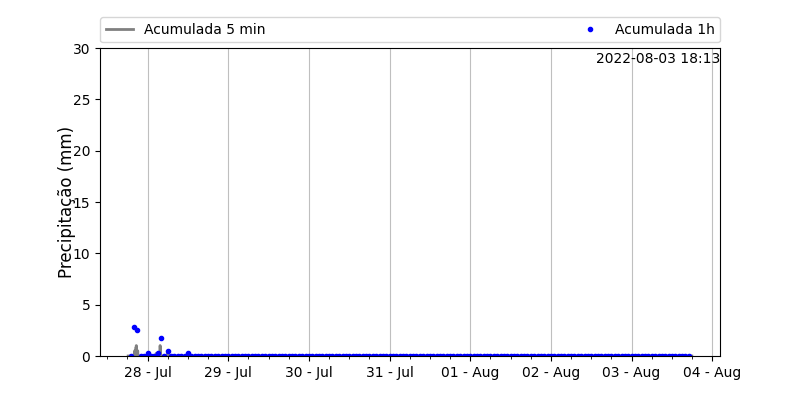 Acumulada 5 min
Acumulada 1h
2022-08-03 18:13
Precipitação (mm)
30
25
20
15
10
5
0
28 - Jul
29 - Jul
30 - Jul
31 - Jul
01 - Aug
02 - Aug
03 - Aug
04 - Aug